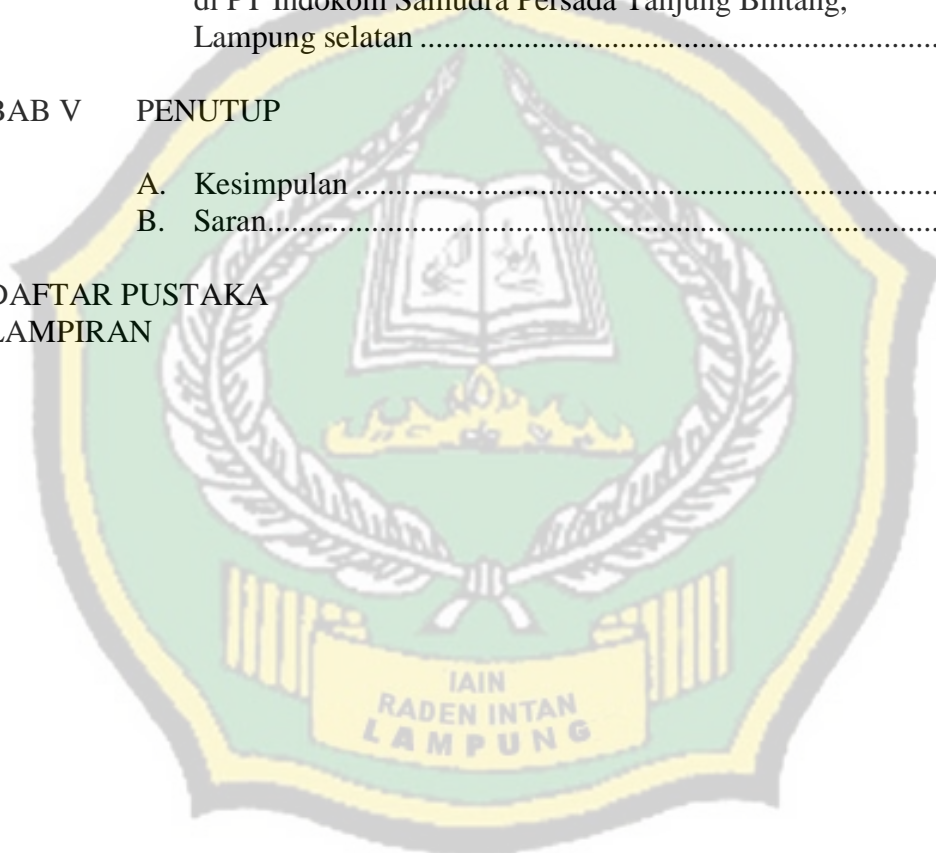 di PT Indokom Samudra Persada Tanjung Bintang,
Lampung selatan ........................................................................
BAB V PENUTUP
A. Kesimpulan ................................................................................
B. Saran...........................................................................................
DAFTAR PUSTAKA
LAMPIRAN
IAIN
RADEN INTAN
LAMPUNG